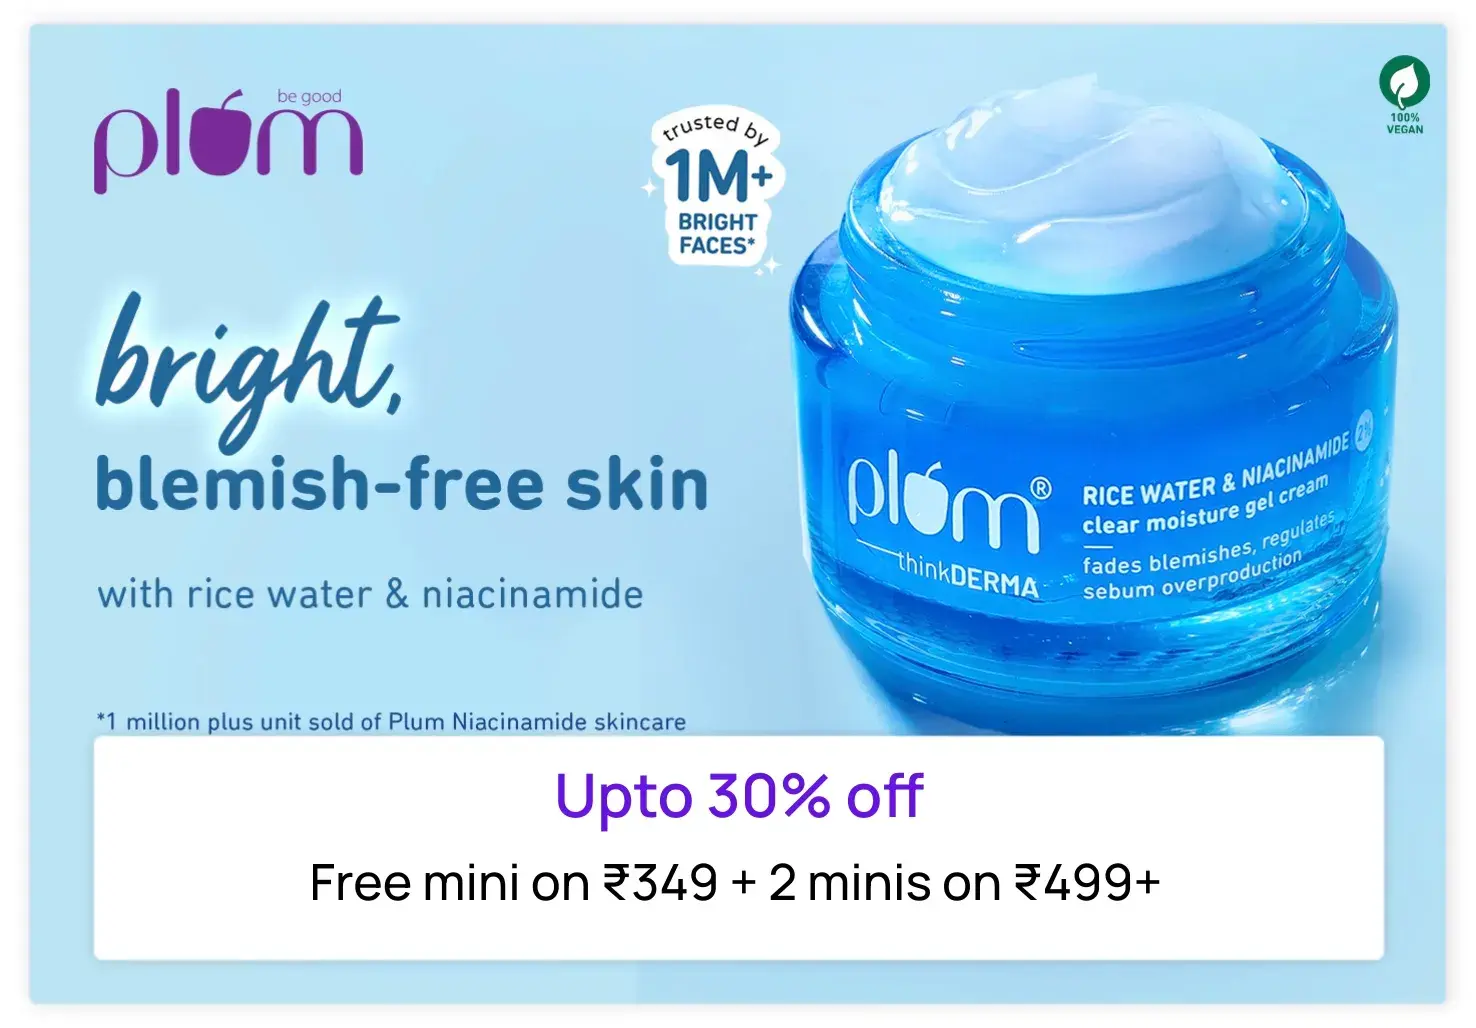 be good
plum
trusted by
1M+
BRIGHT
FACES*
100%
VEGAN
bright,
blemish-free skin
with rice water & niacinamide
plum®
thinkDERMA
RICE WATER & NIACINAMIDE 2%
clear moisture gel cream
fades blemishes, regulates
sebum overproduction
*1 million plus unit sold of Plum Niacinamide skincare
Upto 30% off
Free mini on ₹349 + 2 minis on ₹499+